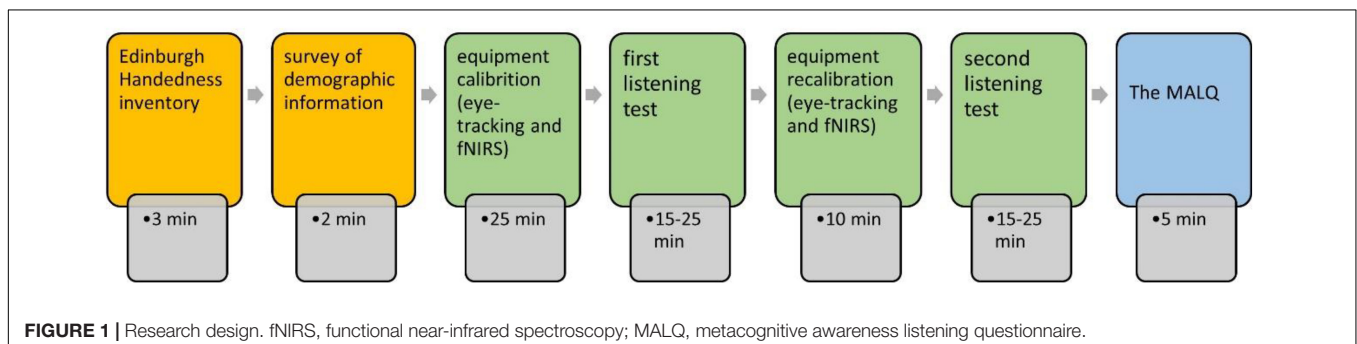 Edinburgh
Handedness
inventory
survey of
demographic
information
equipment
calibrition
(eye-
tracking and
fNIRS)
first
listening
test
equipment
recalibration
(eye-tracking
and fNIRS)
second
listening
test
The MALQ
•3 min
•2 min
•25 min
•15-25
min
•10 min
•15-25
min
•5 min
FIGURE 1 | Research design. fNIRS, functional near-infrared spectroscopy; MALQ, metacognitive awareness listening questionnaire.